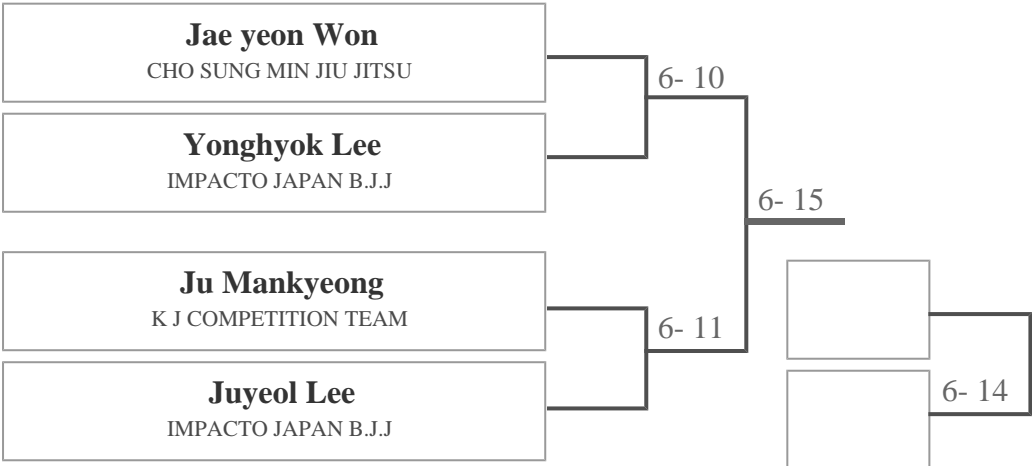 Jae yeon Won
CHO SUNG MIN JIU JITSU
6- 10
Yonghyok Lee
IMPACTO JAPAN B.J.J
6- 15
Ju Mankyeong
K J COMPETITION TEAM
6- 11
Juyeol Lee
IMPACTO JAPAN B.J.J
6- 14